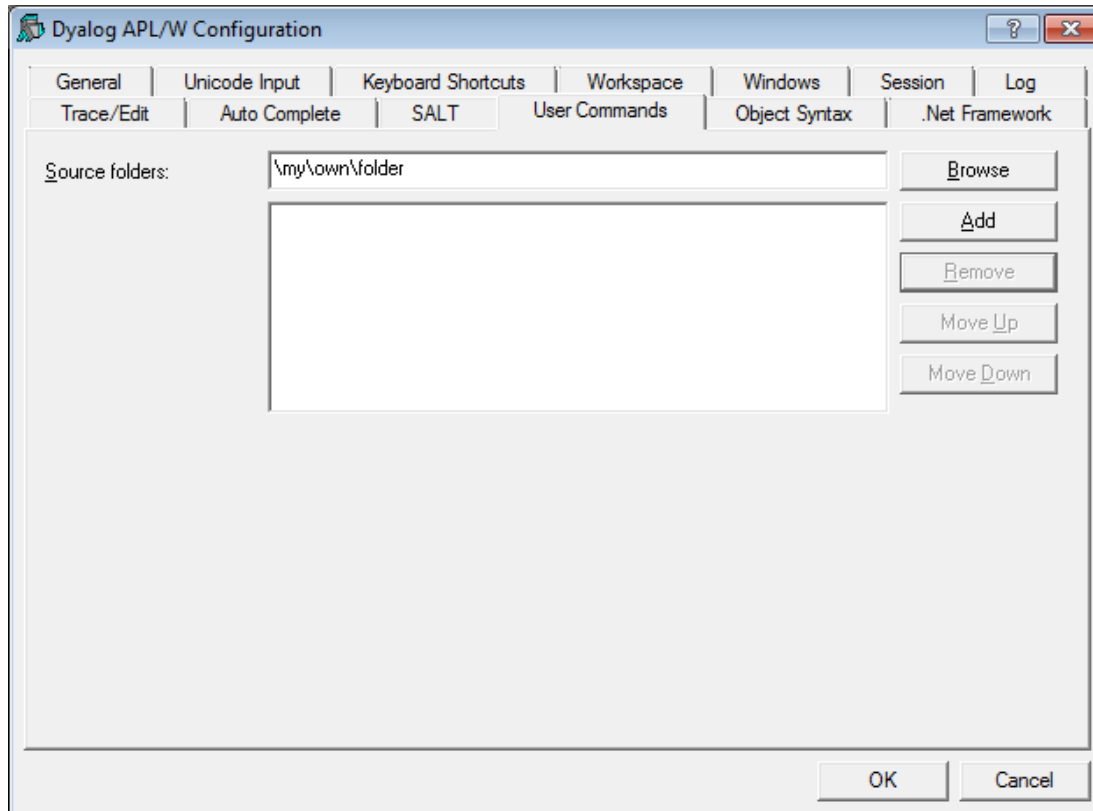 Dyalog APL/W Configuration
General Unicode Input Keyboard Shortcuts Workspace Windows Session Log
Trace/Edit Auto Complete SALT User Commands Object Syntax .Net Framework
Source folders: \my\own\folder Browse
Add
Remove
Move Up
Move Down
OK Cancel